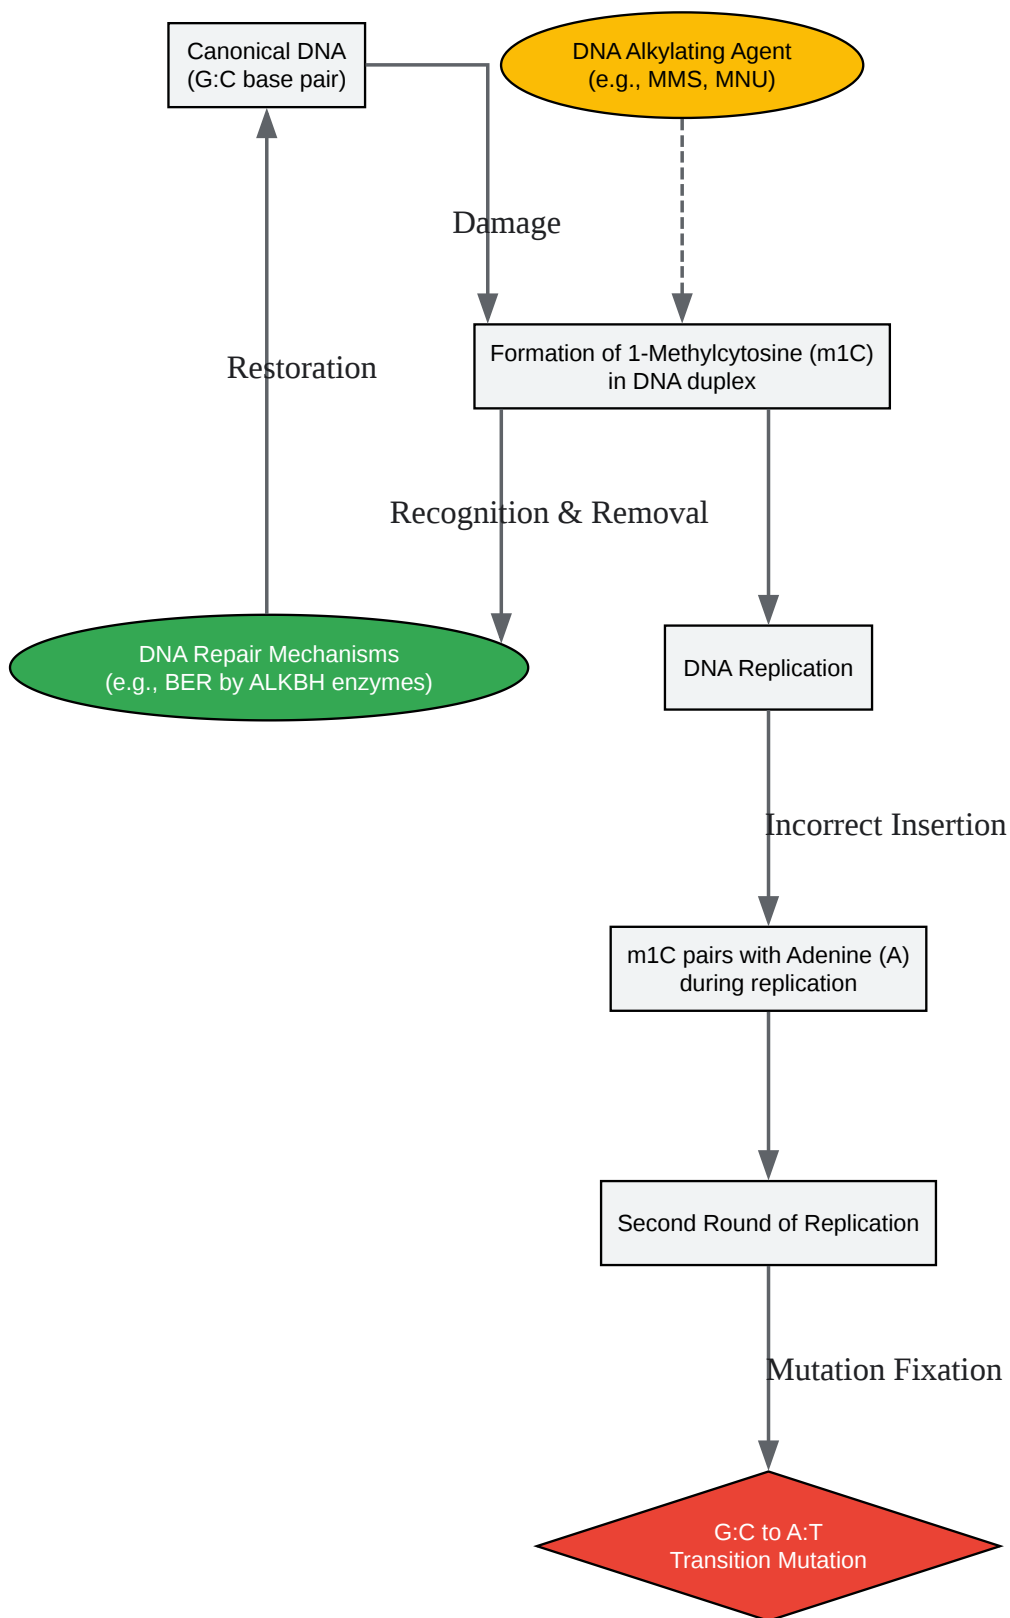 Canonical DNA
(G:C base pair)
DNA Alkylating Agent
(e.g., MMS, MNU)
Damage
Formation of 1-Methylcytosine (m1C)
in DNA duplex
Restoration
Recognition & Removal
DNA Repair Mechanisms
(e.g., BER by ALKBH enzymes)
DNA Replication
Incorrect Insertion
m1C pairs with Adenine (A)
during replication
Second Round of Replication
Mutation Fixation
G:C to A:T
Transition Mutation